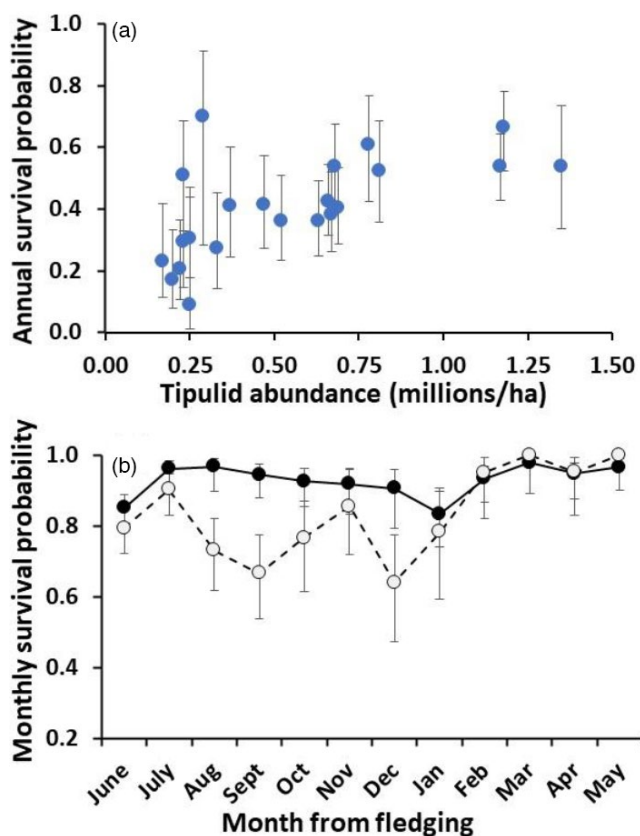 (a)
Annual survival probability
1.0
0.8
0.6
0.4
0.2
0.0
0.00 0.25 0.50 0.75 1.00 1.25 1.50
Tipulid abundance (millions/ha)
(b)
Monthly survival probability
1.0
0.8
0.6
0.4
0.2
June July Aug Sept Oct Nov Dec Jan Feb Mar Apr May
Month from fledging